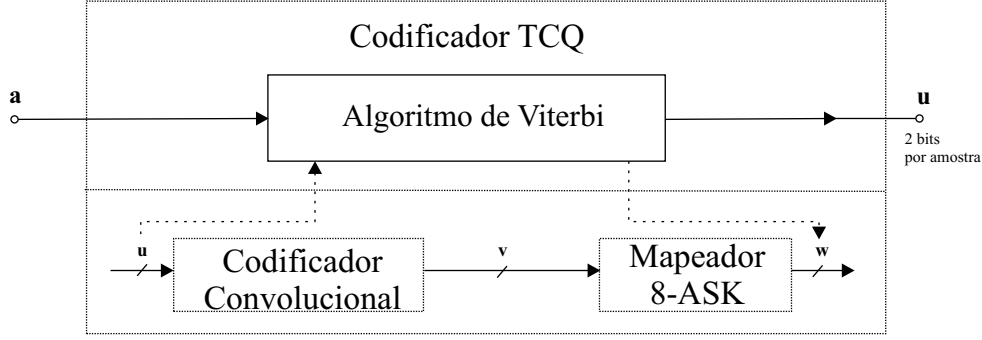 Codificador TCQ
a
Algoritmo de Viterbi
u
2 bits
por amostra
u
Codificador
Convolucional
v
Mapeador
8-ASK
w